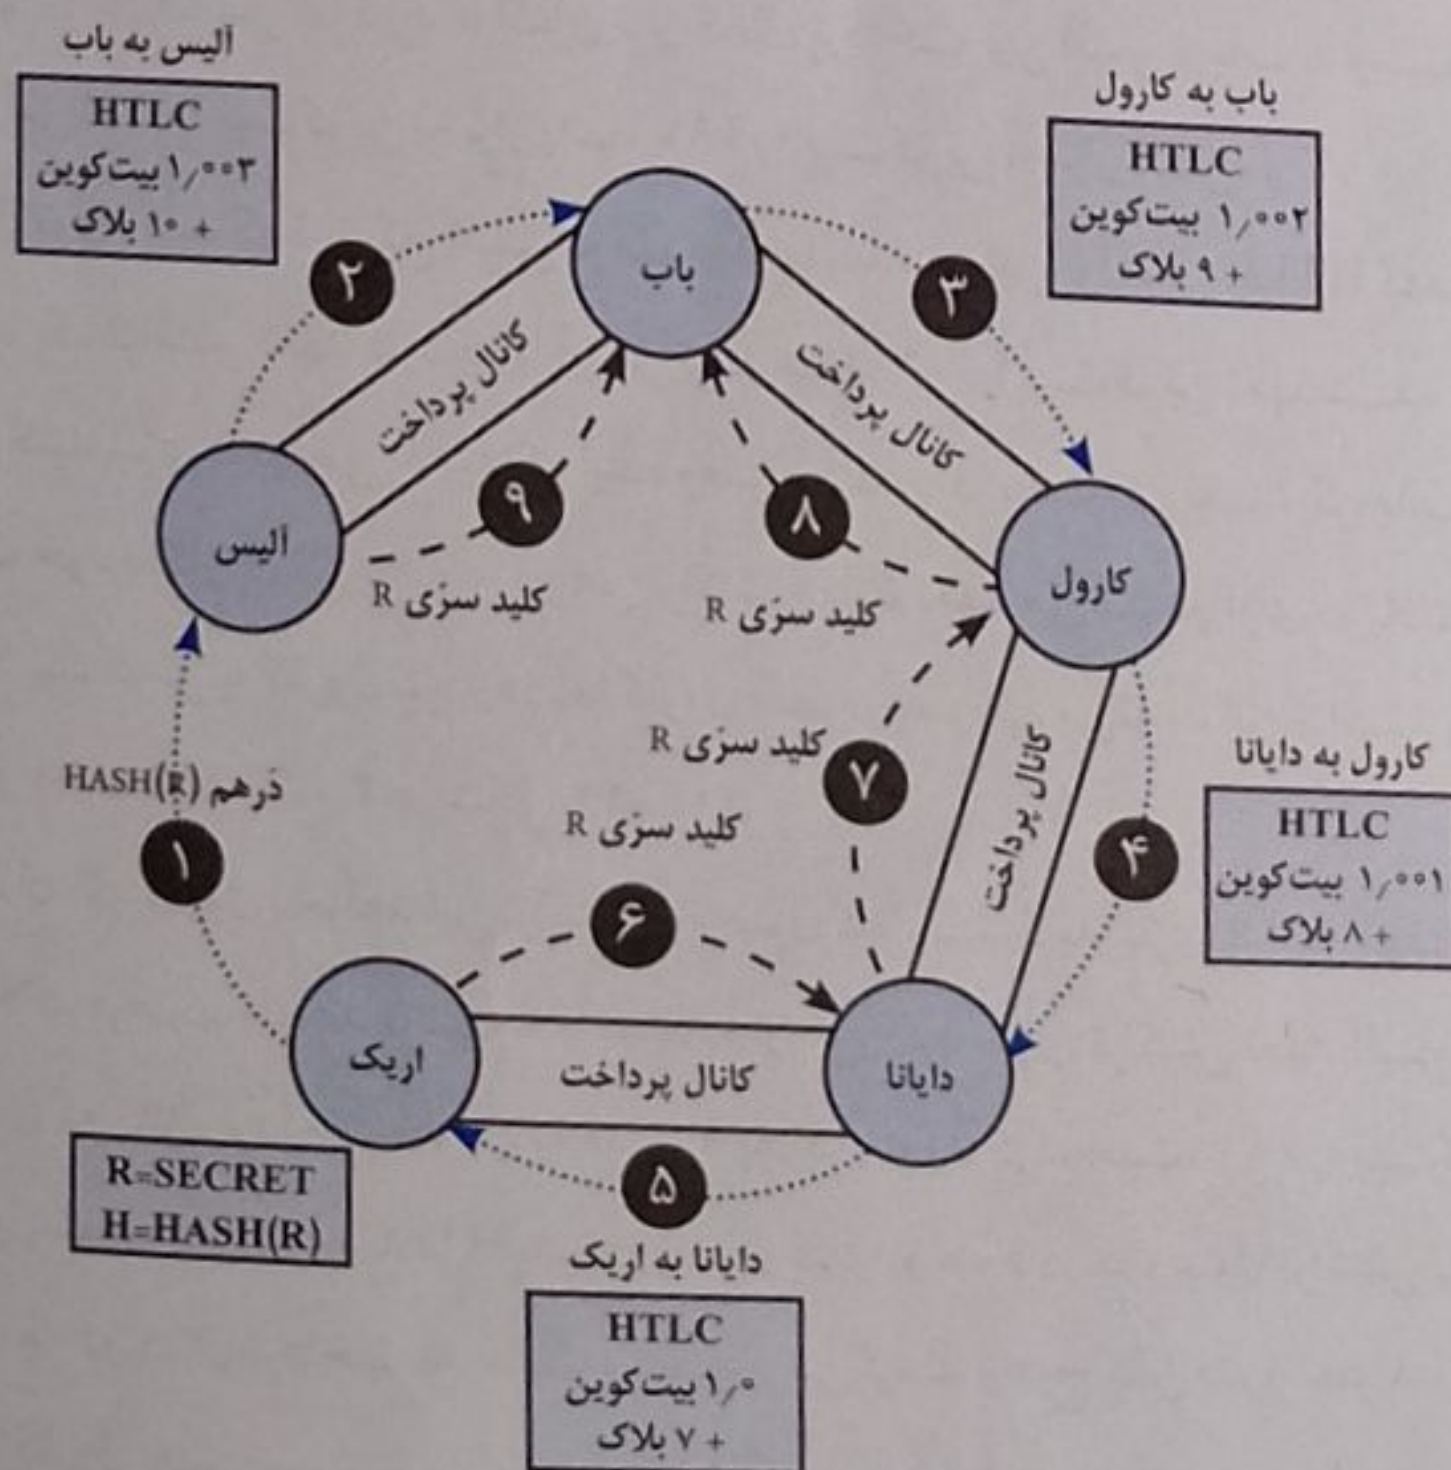 آلیس به باب
HTLC
۱٫۰۰۳ بیت‌کوین
+ ۱۰ بلاک
باب به کارول
HTLC
۱٫۰۰۲ بیت‌کوین
+ ۹ بلاک
باب
۲
۳
کانال پرداخت
کانال پرداخت
۹
۸
آلیس
کارول
کلید سرّی R
کلید سرّی R
کلید سرّی R
۷
کانال پرداخت
کارول به دایانا
HTLC
۱٫۰۰۱ بیت‌کوین
+ ۸ بلاک
۴
دَرهم HASH(R)
۱
کلید سرّی R
۶
اریک
کانال پرداخت
دایانا
R=SECRET
H=HASH(R)
۵
دایانا به اریک
HTLC
۱٫۰ بیت‌کوین
+ ۷ بلاک